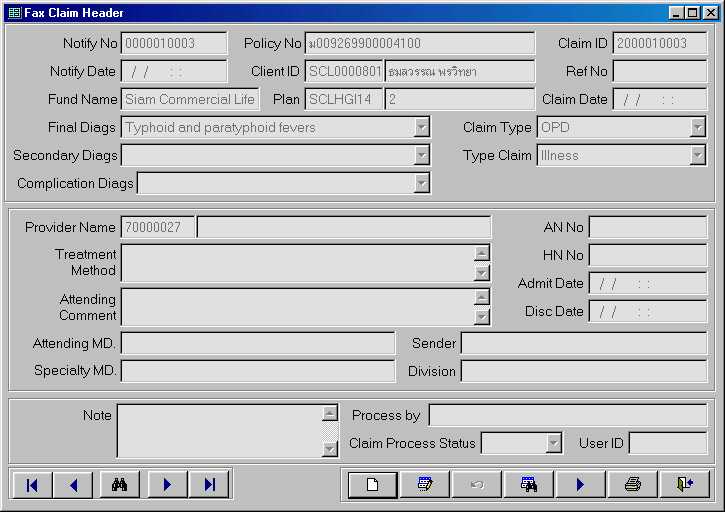 Fax Claim Header
Notify No 0000010003 Policy No ม009269900004100 Claim ID 2000010003
Notify Date / / : : Client ID SCL0000801 ธมลวรรณ พรวิทยา Ref No
Fund Name Siam Commercial Life Plan SCLHGI14 2 Claim Date / / : :
Final Diags Typhoid and paratyphoid fevers Claim Type OPD
Secondary Diags Type Claim Illness
Complication Diags
Provider Name 70000027 AN No
Treatment Method HN No
Admit Date / / : :
Attending Comment Disc Date / / : :
Attending MD. Sender
Specialty MD. Division
Note Process by
Claim Process Status User ID